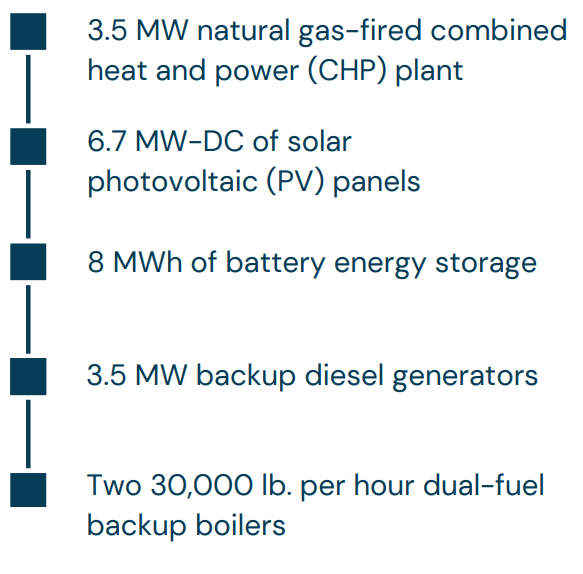 3.5 MW natural gas-fired combined
heat and power (CHP) plant
6.7 MW-DC of solar
photovoltaic (PV) panels
8 MWh of battery energy storage
3.5 MW backup diesel generators
Two 30,000 lb. per hour dual-fuel
backup boilers